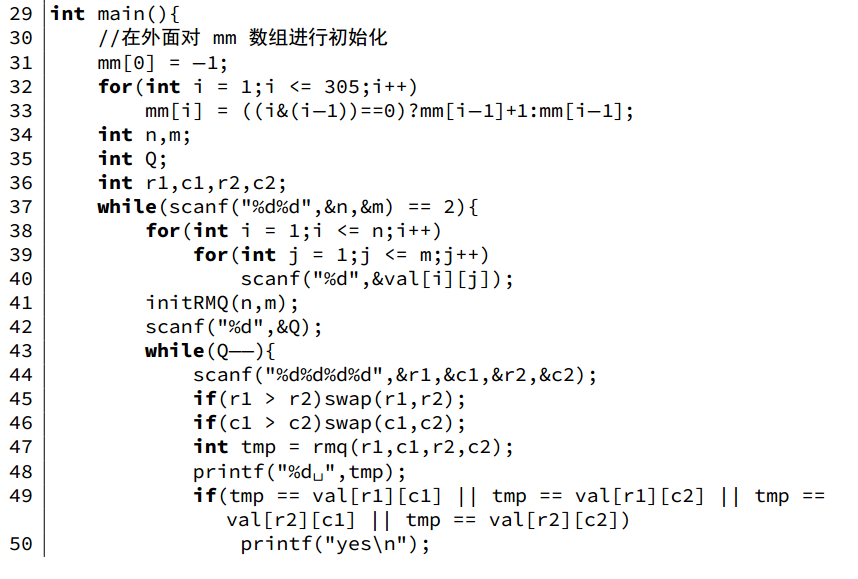 29 int main(){
30     //在外面对 mm 数组进行初始化
31     mm[0] = —1;
32     for(int i = 1;i <= 305;i++)
33         mm[i] = ((i&(i—1))==0)?mm[i—1]+1:mm[i—1];
34     int n,m;
35     int Q;
36     int r1,c1,r2,c2;
37     while(scanf("%d%d",&n,&m) == 2){
38         for(int i = 1;i <= n;i++)
39             for(int j = 1;j <= m;j++)
40                 scanf("%d",&val[i][j]);
41         initRMQ(n,m);
42         scanf("%d",&Q);
43         while(Q——){
44             scanf("%d%d%d%d",&r1,&c1,&r2,&c2);
45             if(r1 > r2)swap(r1,r2);
46             if(c1 > c2)swap(c1,c2);
47             int tmp = rmq(r1,c1,r2,c2);
48             printf("%d␣",tmp);
49             if(tmp == val[r1][c1] || tmp == val[r1][c2] || tmp ==
                val[r2][c1] || tmp == val[r2][c2])
50                 printf("yes\n");